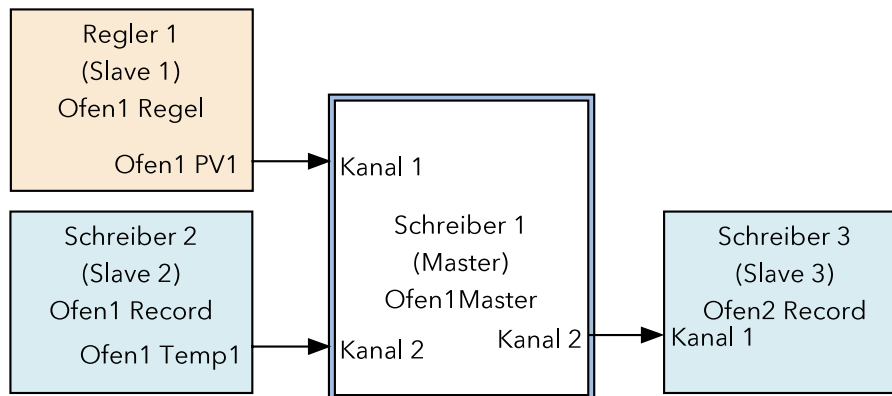 Regler 1
(Slave 1)
Ofen1 Regel
Ofen1 PV1
Schreiber 2
(Slave 2)
Ofen1 Record
Ofen1 Temp1
Kanal 1
Schreiber 1
(Master)
Ofen1Master
Kanal 2
Kanal 2
Schreiber 3
(Slave 3)
Ofen2 Record
Kanal 1